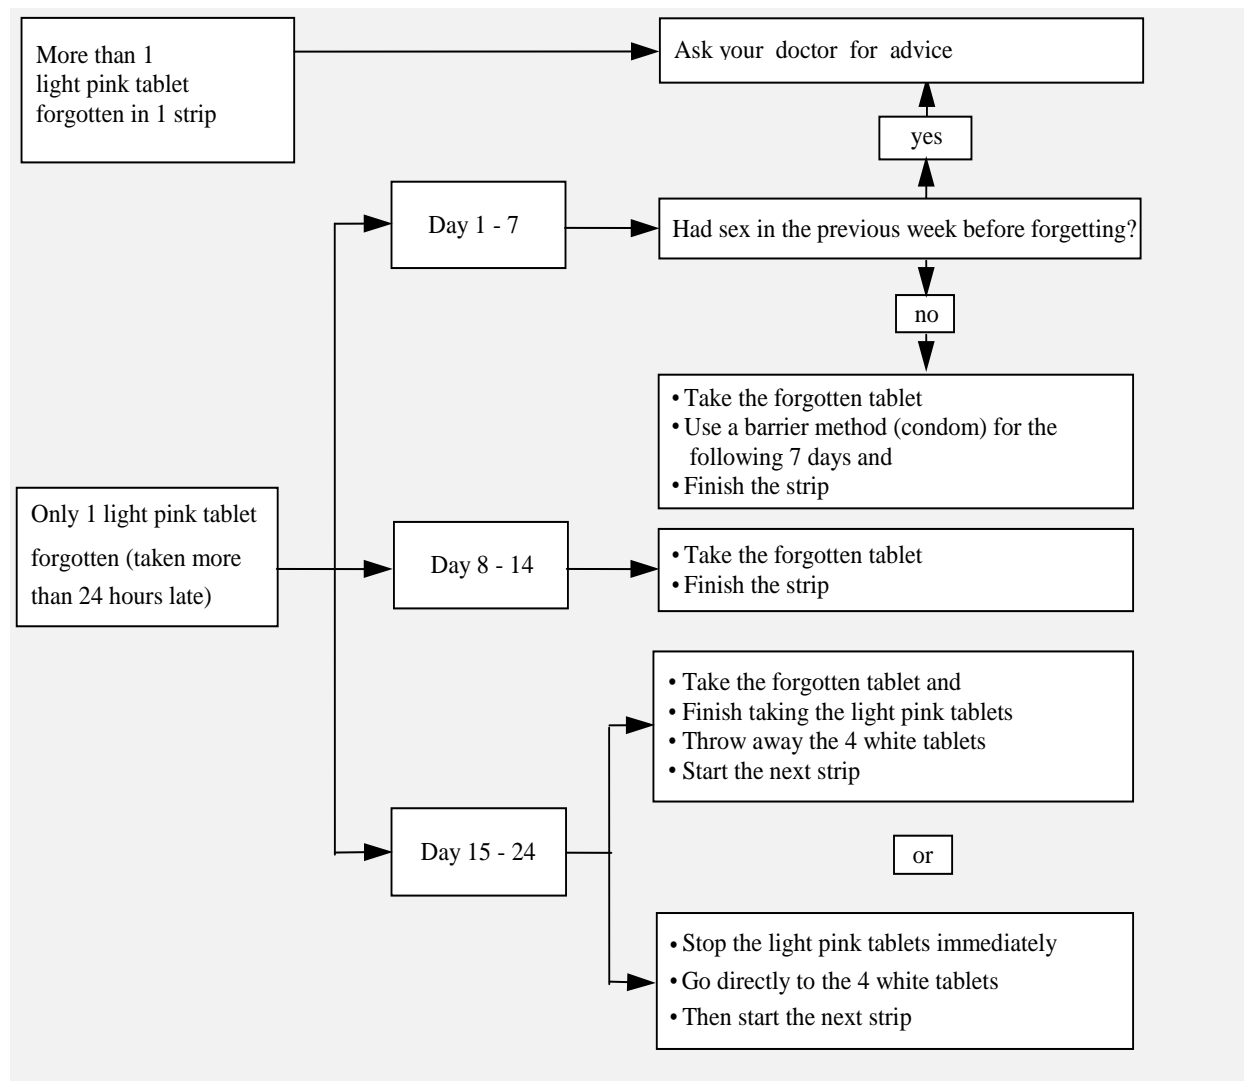 More than 1
light pink tablet
forgotten in 1 strip
Ask your doctor for advice
yes
Day 1 - 7
Had sex in the previous week before forgetting?
no
• Take the forgotten tablet
• Use a barrier method (condom) for the
following 7 days and
• Finish the strip
Only 1 light pink tablet
forgotten (taken more
than 24 hours late)
Day 8 - 14
• Take the forgotten tablet
• Finish the strip
• Take the forgotten tablet and
• Finish taking the light pink tablets
• Throw away the 4 white tablets
• Start the next strip
Day 15 - 24
or
• Stop the light pink tablets immediately
• Go directly to the 4 white tablets
• Then start the next strip